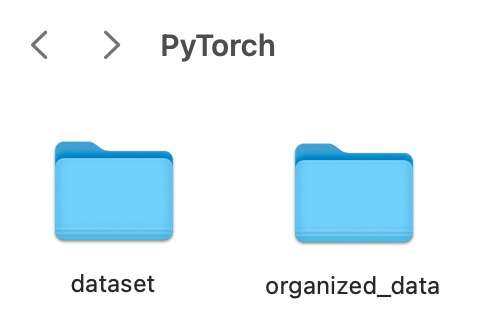 PyTorch
dataset
organized_data